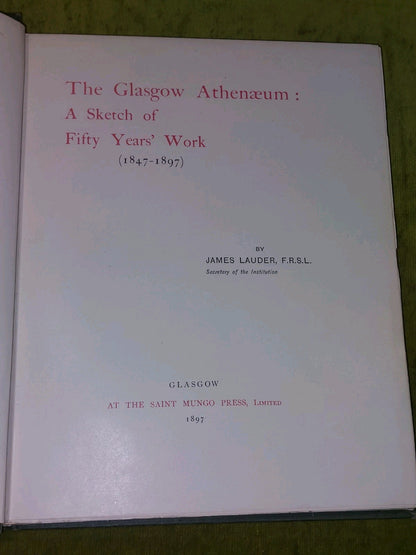 The Glasgow Athenæum :
A Sketch of
Fifty Years' Work
(1847-1897)
BY
JAMES LAUDER, F.R.S.L.
Secretary of the Institution
GLASGOW
AT THE SAINT MUNGO PRESS, LIMITED
1897